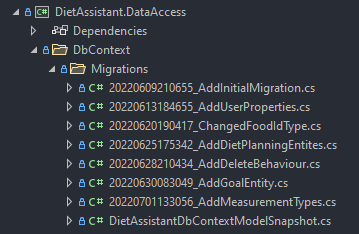 DietAssistant.DataAccess
Dependencies
DbContext
Migrations
C# 20220609210655_AddInitialMigration.cs
C# 20220613184655_AddUserProperties.cs
C# 20220620190417_ChangedFoodIdType.cs
C# 20220625175342_AddDietPlanningEntites.cs
C# 20220628210434_AddDeleteBehaviour.cs
C# 20220630083049_AddGoalEntity.cs
C# 20220701133056_AddMeasurementTypes.cs
C# DietAssistantDbContextModelSnapshot.cs